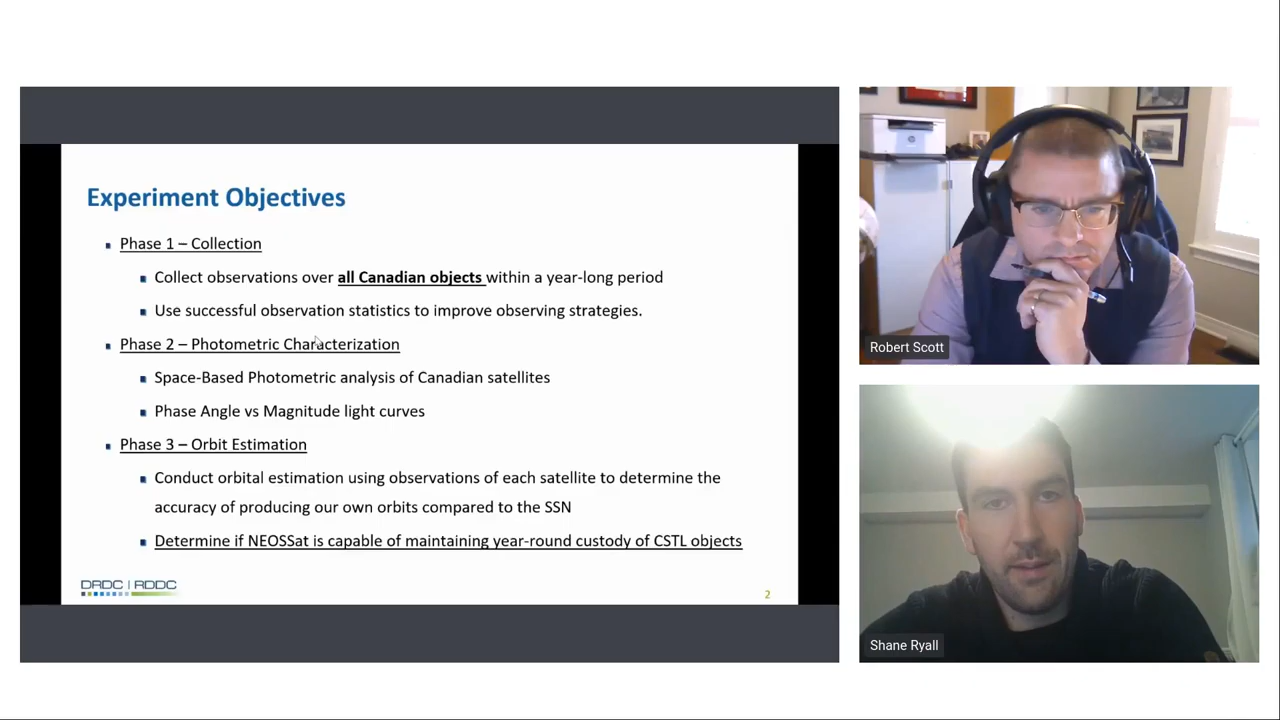 Experiment Objectives
Phase 1 – Collection
Collect observations over all Canadian objects within a year-long period
Use successful observation statistics to improve observing strategies.
Phase 2 – Photometric Characterization
Space-Based Photometric analysis of Canadian satellites
Phase Angle vs Magnitude light curves
Phase 3 – Orbit Estimation
Conduct orbital estimation using observations of each satellite to determine the
accuracy of producing our own orbits compared to the SSN
Determine if NEOSSat is capable of maintaining year-round custody of CSTL objects
DRDC | RDDC
2
Robert Scott
Shane Ryall